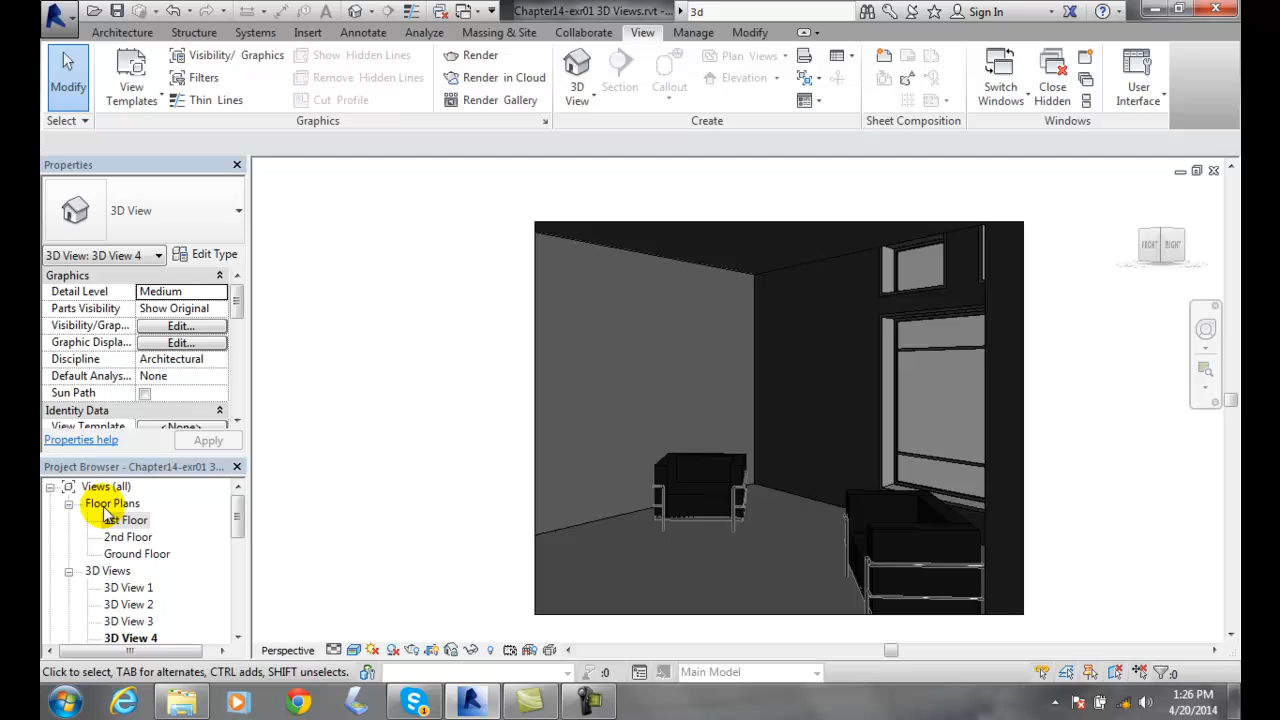 Chapter14-exr01 3D Views.rvt - 3d Sign In
Architecture Structure Systems Insert Annotate Analyze Massing & Site Collaborate View Manage Modify
Modify
View Templates
Visibility/ Graphics
Filters
Thin Lines
Show Hidden Lines
Remove Hidden Lines
Cut Profile
Render
Render in Cloud
Render Gallery
3D View
Section
Callout
Plan Views
Elevation
Switch Windows
Close Hidden
User Interface
Select Graphics Create Sheet Composition Windows
Properties
3D View
3D View: 3D View 4 Edit Type
Graphics
Detail Level Medium
Parts Visibility Show Original
Visibility/Grap... Edit...
Graphic Displa... Edit...
Discipline Architectural
Default Analys... None
Sun Path
Identity Data
View Template <None>
Properties help Apply
Project Browser - Chapter14-exr01 3...
Views (all)
Floor Plans
1st Floor
2nd Floor
Ground Floor
3D Views
3D View 1
3D View 2
3D View 3
3D View 4
FRONT RIGHT
Perspective
Click to select, TAB for alternates, CTRL adds, SHIFT unselects. :0 Main Model :0
1:26 PM
4/20/2014